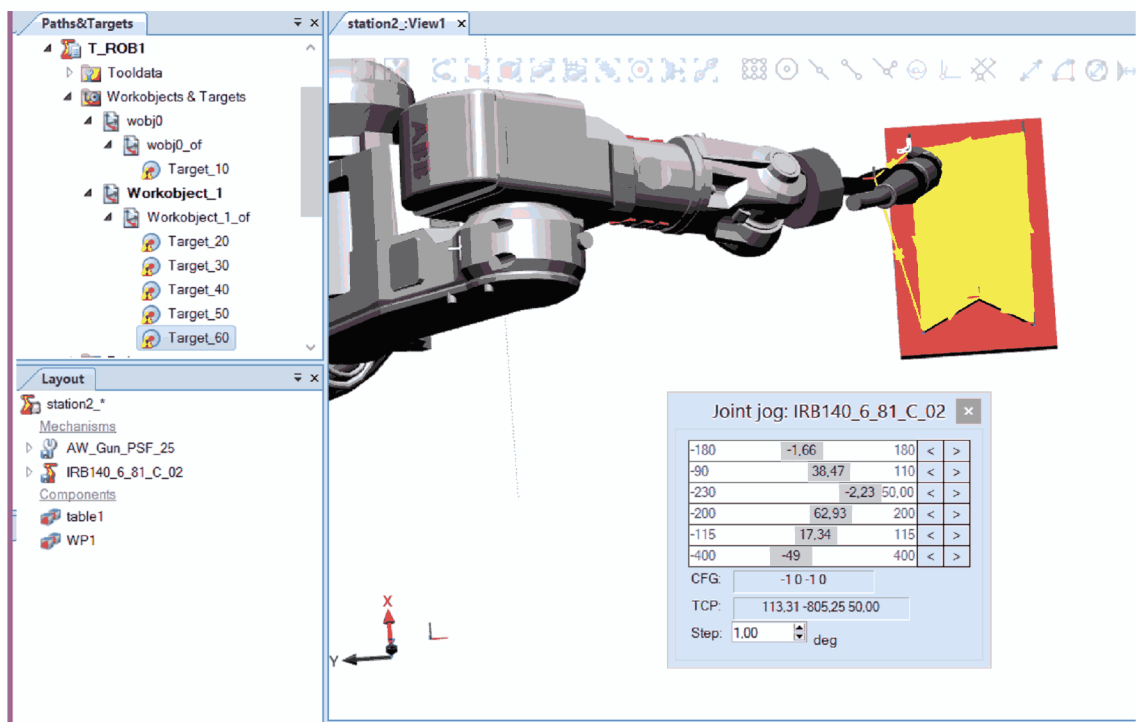 Paths&Targets
T_ROB1
Tooldata
Workobjects & Targets
wobj0
wobj0_of
Target_10
Workobject_1
Workobject_1_of
Target_20
Target_30
Target_40
Target_50
Target_60
Layout
station2_*
Mechanisms
AW_Gun_PSF_25
IRB140_6_81_C_02
Components
table1
WP1
station2_:View1
X
Y
Joint jog: IRB140_6_81_C_02
-180 -1,66 180 < >
-90 38,47 110 < >
-230 -2,23 50,00 < >
-200 62,93 200 < >
-115 17,34 115 < >
-400 -49 400 < >
CFG: -1 0 -1 0
TCP: 113,31 -805,25 50,00
Step: 1,00 deg